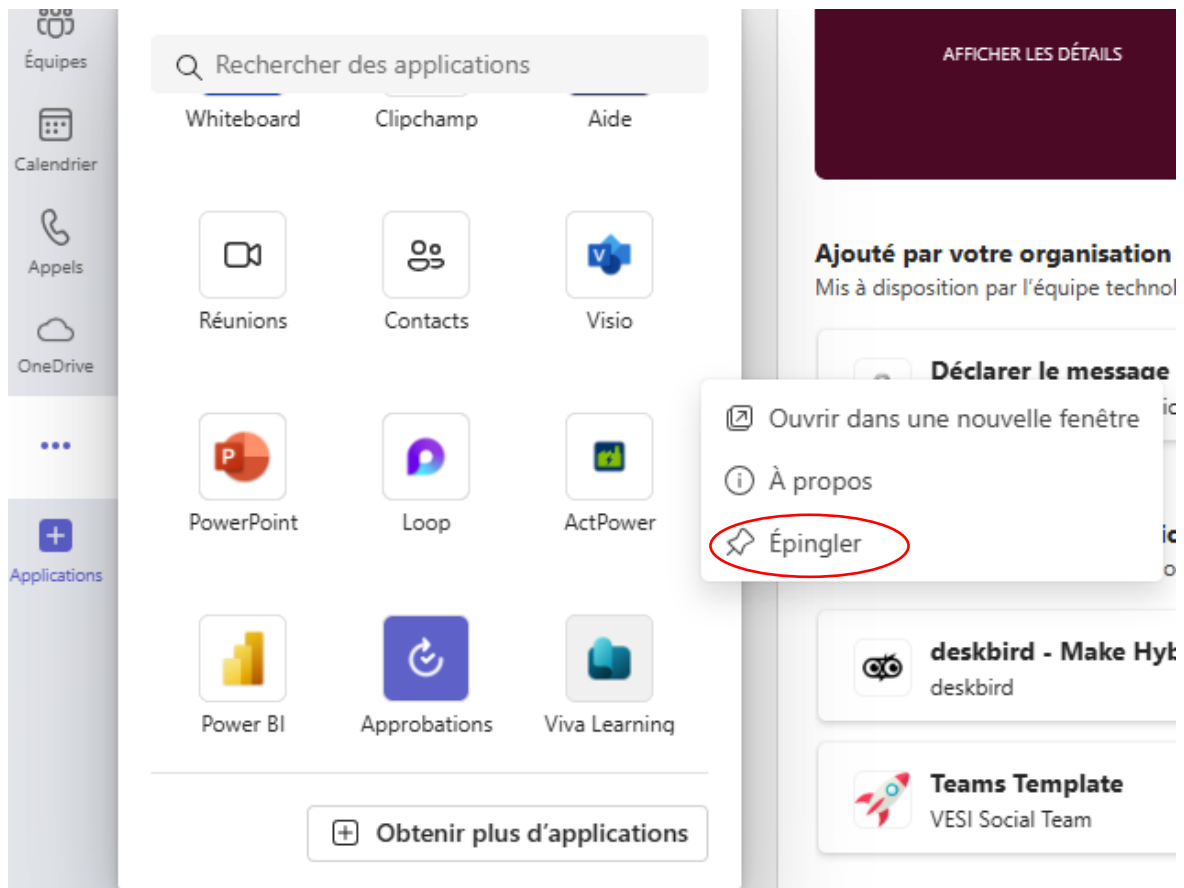 Équipes
Calendrier
Appels
OneDrive
Applications
Rechercher des applications
Whiteboard
Clipchamp
Aide
Réunions
Contacts
Visio
PowerPoint
Loop
ActPower
Power BI
Approbations
Viva Learning
Obtenir plus d'applications
Ouvrir dans une nouvelle fenêtre
À propos
Épingler
AFFICHER LES DÉTAILS
Ajouté par votre organisation
Mis à disposition par l'équipe technol
Déclarer le message
deskbird - Make Hyb
deskbird
Teams Template
VESI Social Team